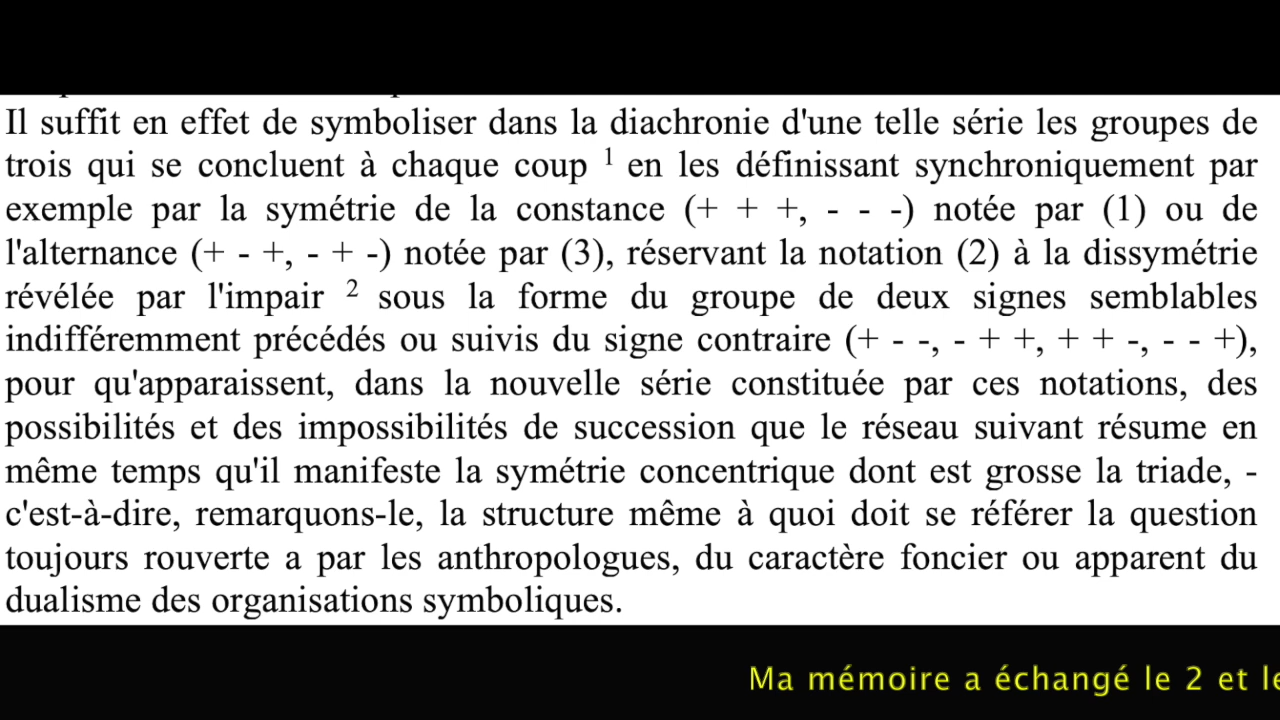 Il suffit en effet de symboliser dans la diachronie d'une telle série les groupes de
trois qui se concluent à chaque coup 1 en les définissant synchroniquement par
exemple par la symétrie de la constance (+ + +, - - -) notée par (1) ou de
l'alternance (+ - +, - + -) notée par (3), réservant la notation (2) à la dissymétrie
révélée par l'impair 2 sous la forme du groupe de deux signes semblables
indifféremment précédés ou suivis du signe contraire (+ - -, - + +, + + -, - - +),
pour qu'apparaissent, dans la nouvelle série constituée par ces notations, des
possibilités et des impossibilités de succession que le réseau suivant résume en
même temps qu'il manifeste la symétrie concentrique dont est grosse la triade, -
c'est-à-dire, remarquons-le, la structure même à quoi doit se référer la question
toujours rouverte a par les anthropologues, du caractère foncier ou apparent du
dualisme des organisations symboliques.
Ma mémoire a échangé le 2 et le